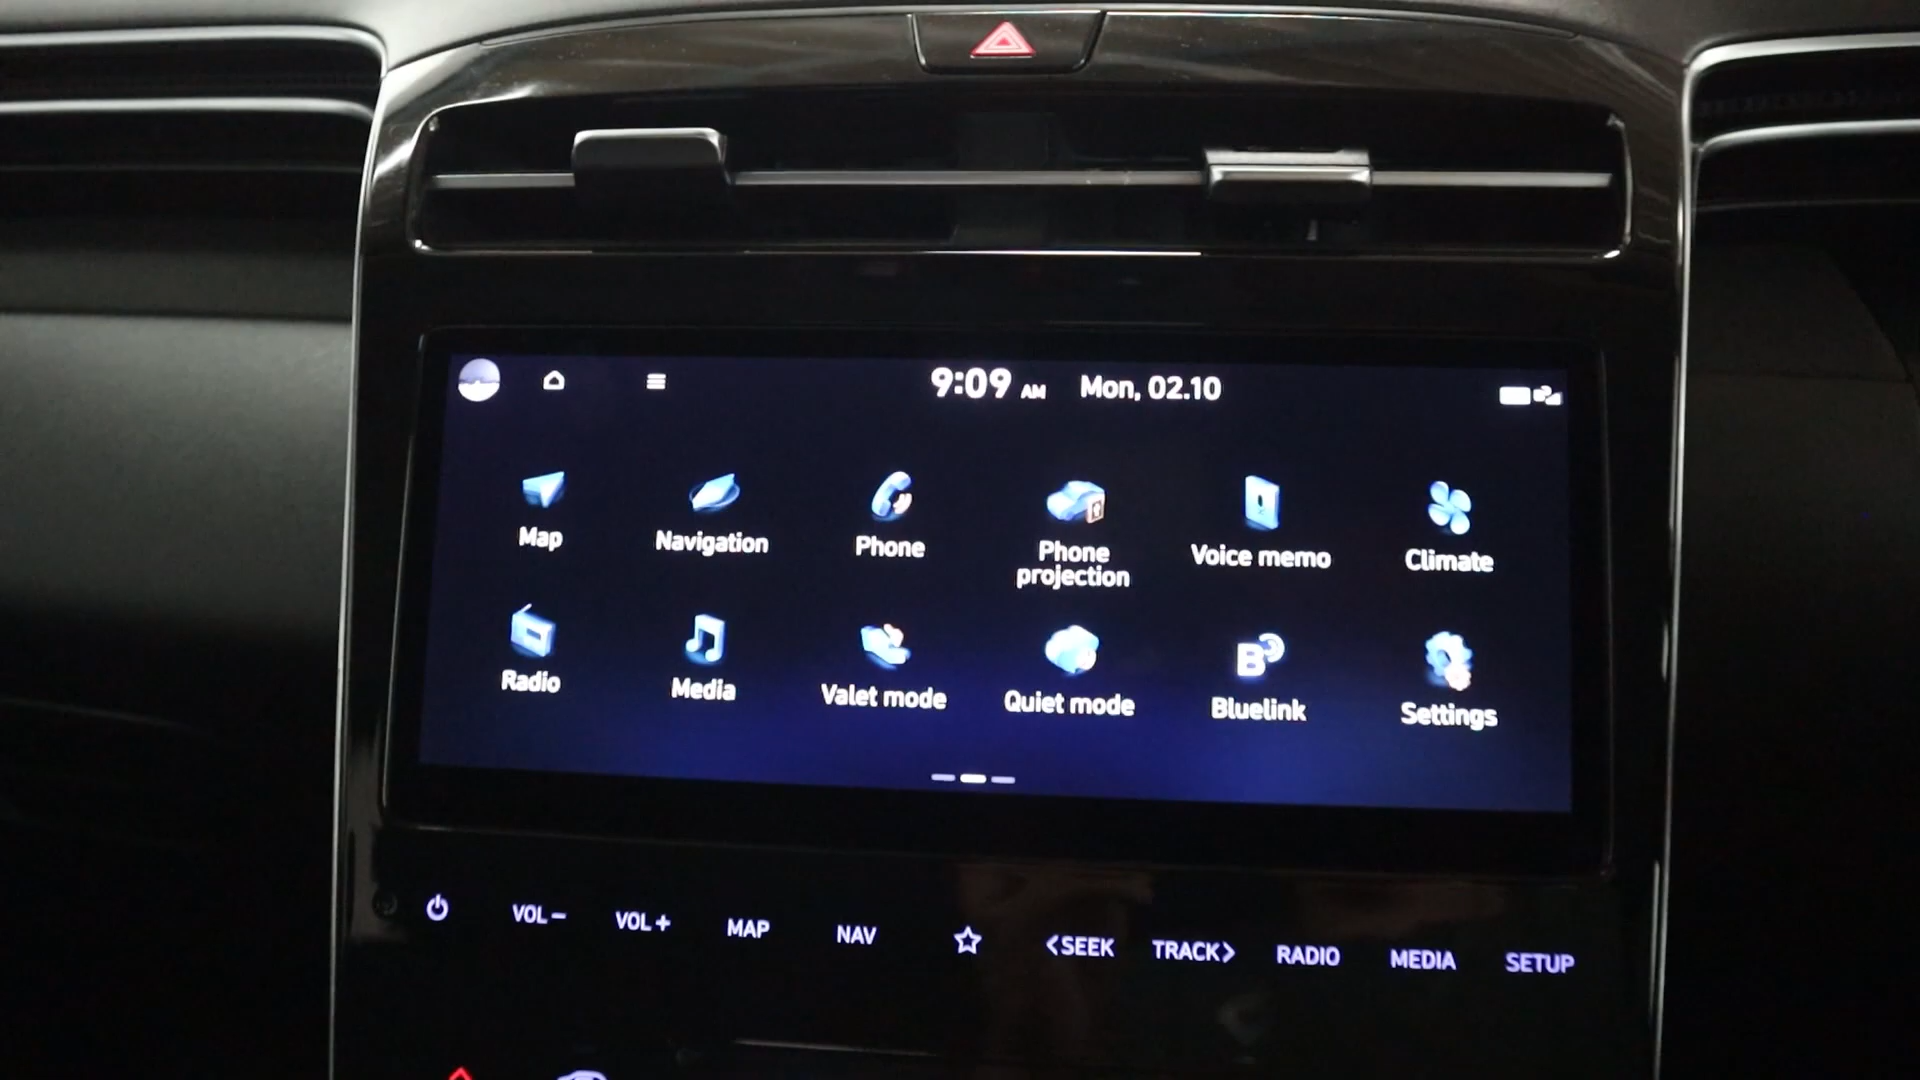 9:09 AM Mon, 02.10
Map Navigation Phone Phone projection Voice memo Climate
Radio Media Valet mode Quiet mode Bluelink Settings
VOL− VOL+ MAP NAV <SEEK TRACK> RADIO MEDIA SETUP